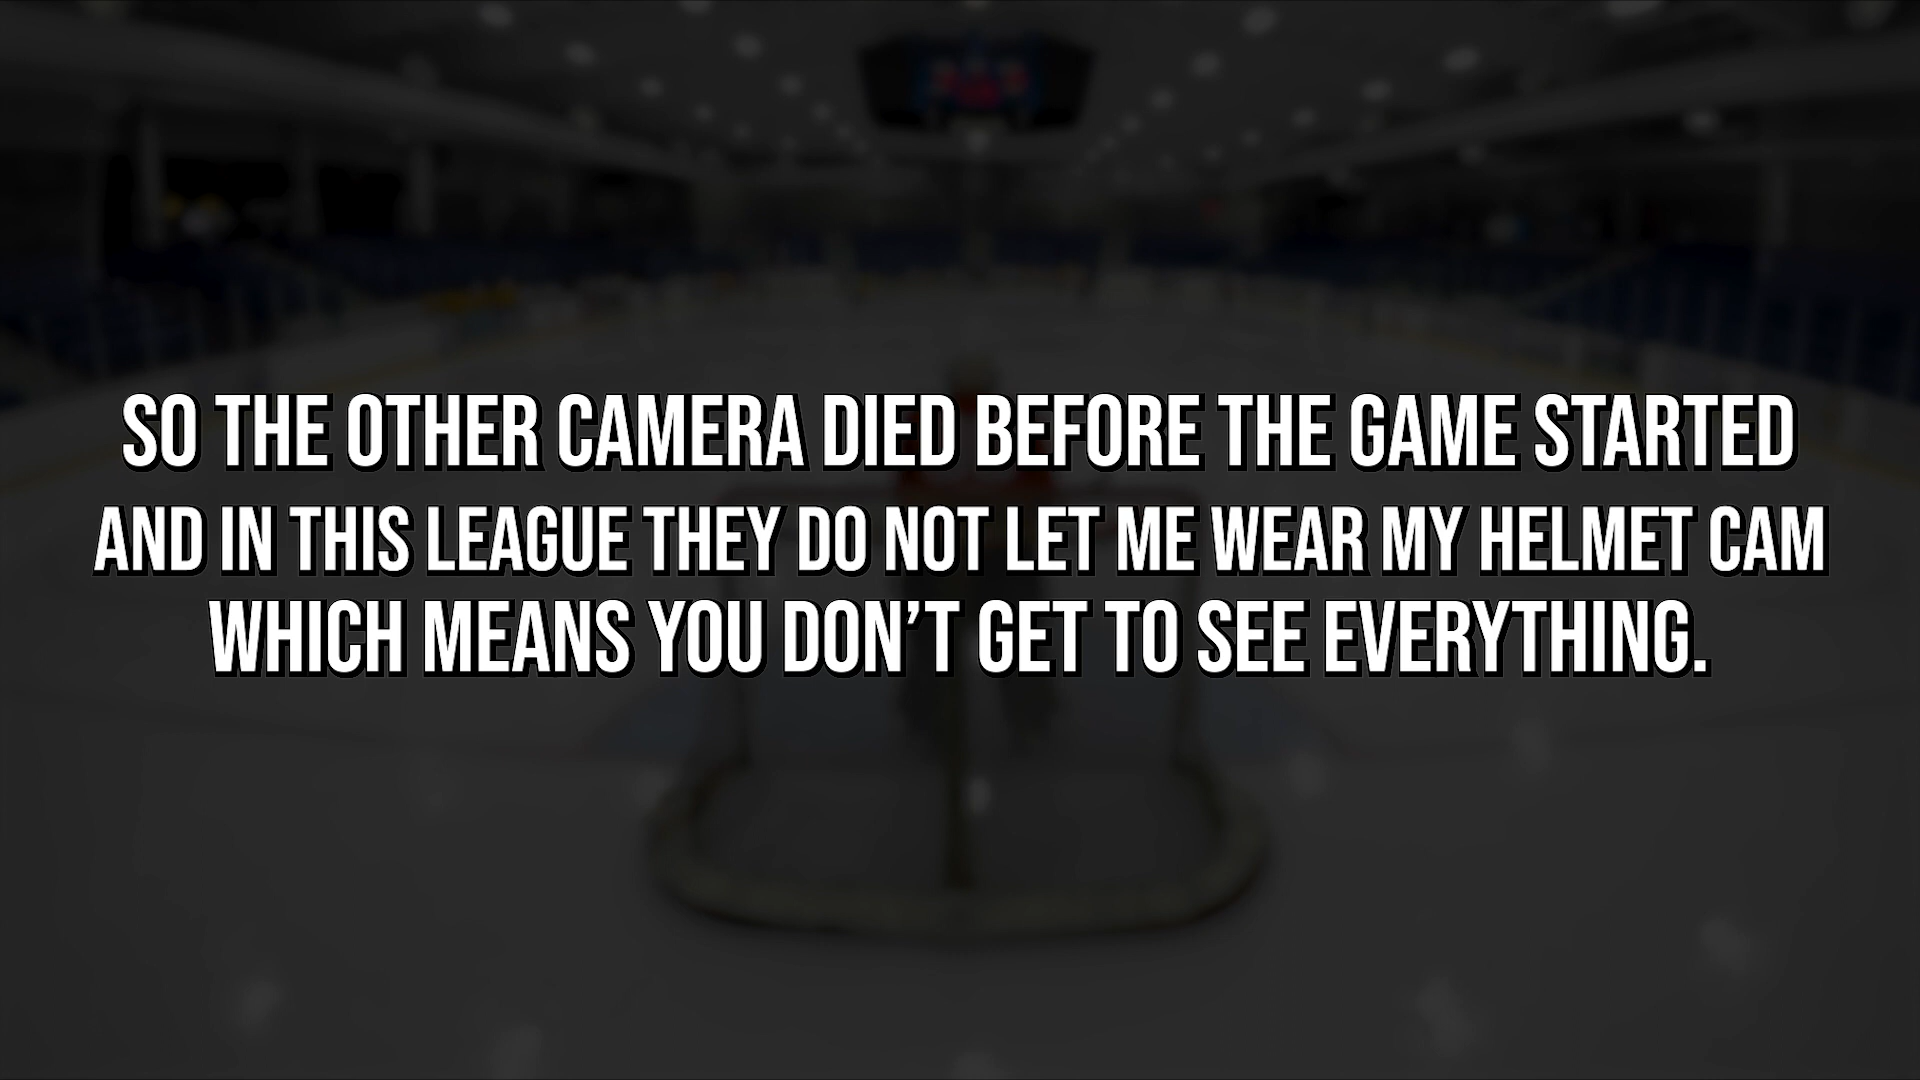 SO THE OTHER CAMERA DIED BEFORE THE GAME STARTED
AND IN THIS LEAGUE THEY DO NOT LET ME WEAR MY HELMET CAM
WHICH MEANS YOU DON’T GET TO SEE EVERYTHING.